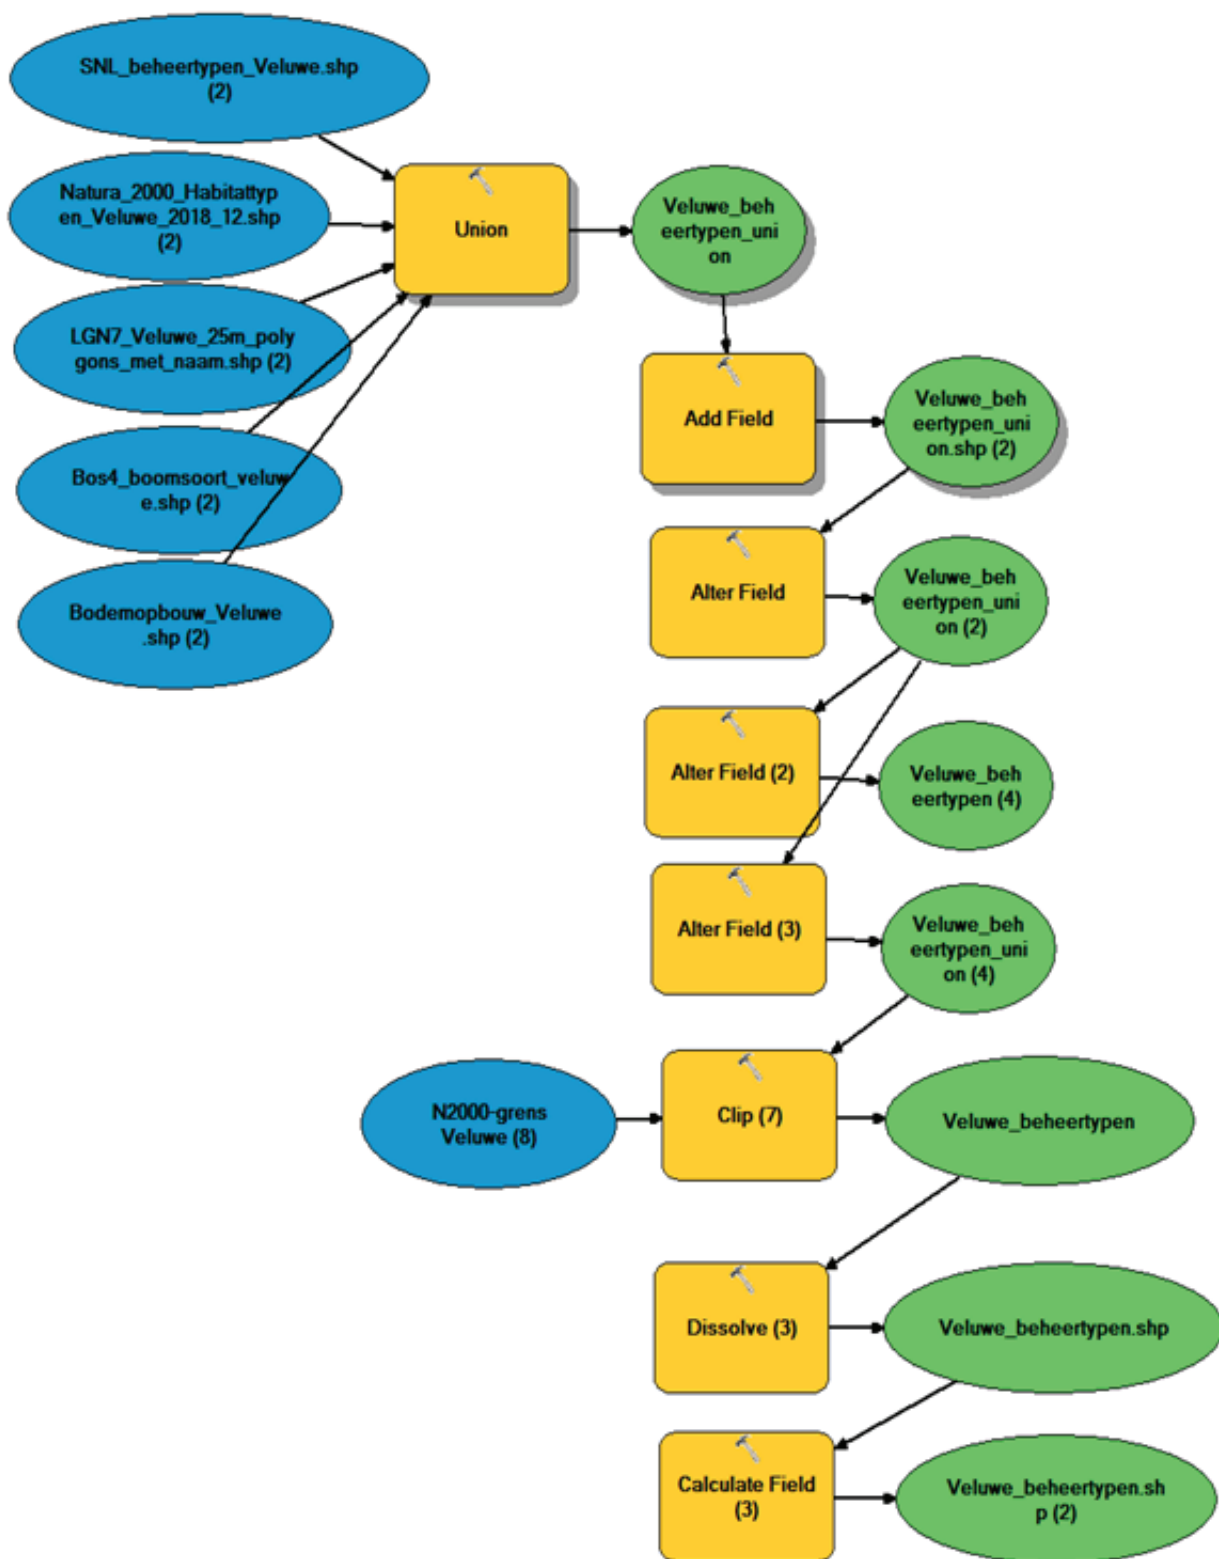 SNL_beheertypen_Veluwe.shp
(2)
Natura_2000_Habitattyp
en_Veluwe_2018_12.shp
(2)
LGN7_Veluwe_25m_poly
gons_met_naam.shp (2)
Bos4_boomsoort_veluw
e.shp (2)
Bodemopbouw_Veluwe
.shp (2)
Union
Veluwe_beh
eertypen_uni
on
Add Field
Veluwe_beh
eertypen_uni
on.shp (2)
Alter Field
Veluwe_beh
eertypen_uni
on (2)
Alter Field (2)
Veluwe_beh
eertypen (4)
Alter Field (3)
Veluwe_beh
eertypen_uni
on (4)
N2000-grens
Veluwe (8)
Clip (7)
Veluwe_beheertypen
Dissolve (3)
Veluwe_beheertypen.shp
Calculate Field
(3)
Veluwe_beheertypen.sh
p (2)